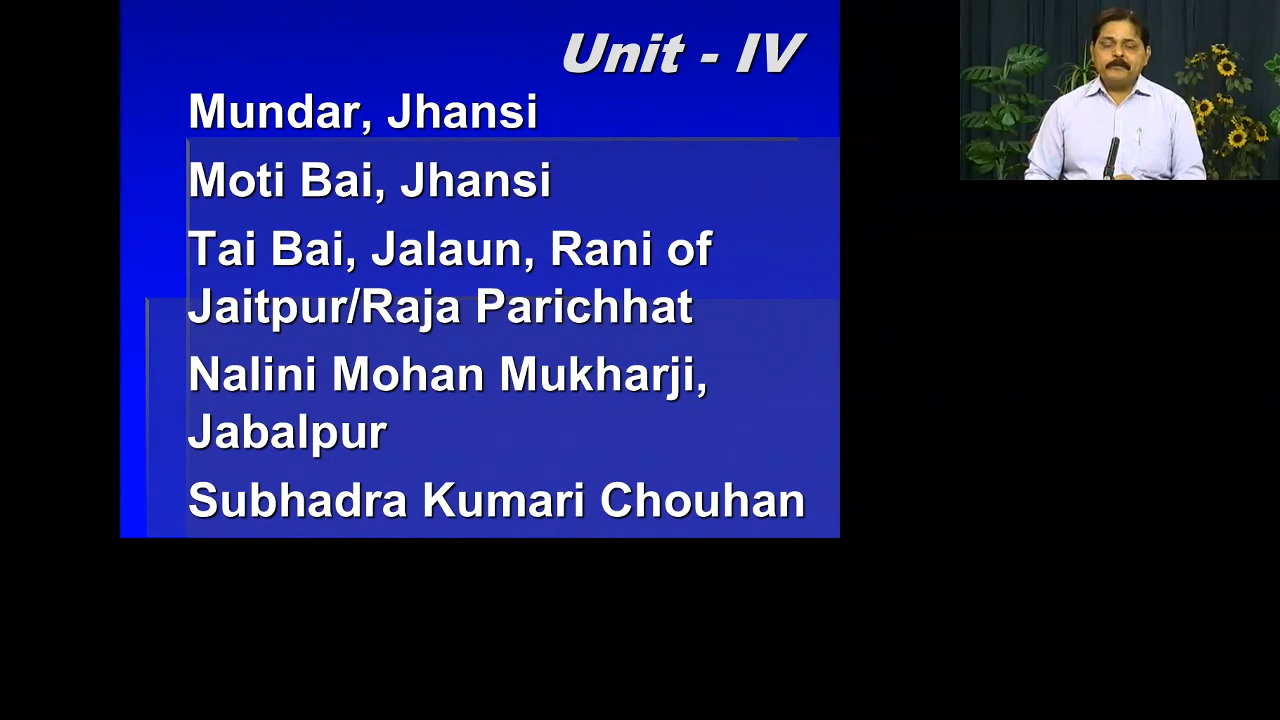 Unit - IV
Mundar, Jhansi
Moti Bai, Jhansi
Tai Bai, Jalaun, Rani of
Jaitpur/Raja Parichhat
Nalini Mohan Mukharji,
Jabalpur
Subhadra Kumari Chouhan